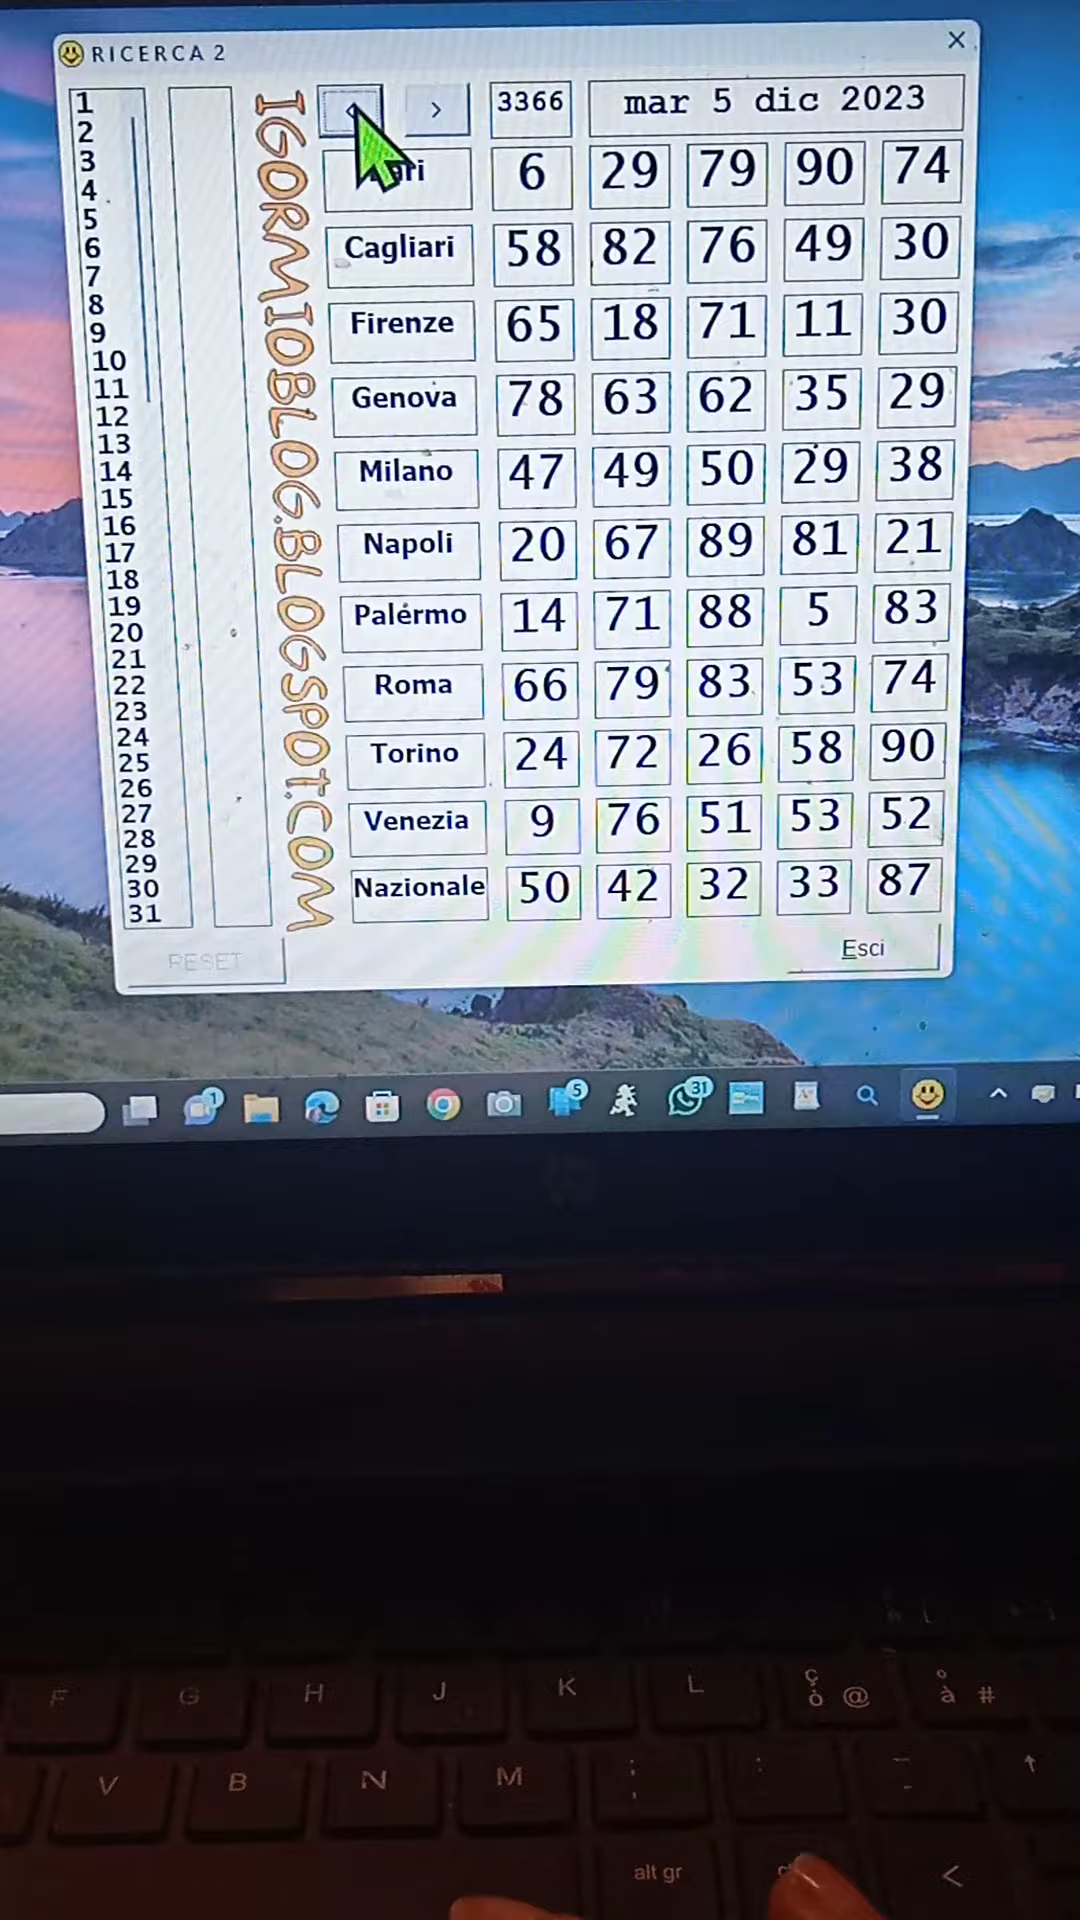 RICERCA 2
1
2
3
4
5
6
7
8
9
10
11
12
13
14
15
16
17
18
19
20
21
22
23
24
25
26
27
28
29
30
31
IGORMIOBLOG.BLOGSPOT.COM
< > 3366 mar 5 dic 2023
6 29 79 90 74
Cagliari 58 82 76 49 30
Firenze 65 18 71 11 30
Genova 78 63 62 35 29
Milano 47 49 50 29 38
Napoli 20 67 89 81 21
Palermo 14 71 88 5 83
Roma 66 79 83 53 74
Torino 24 72 26 58 90
Venezia 9 76 51 53 52
Nazionale 50 42 32 33 87
RESET Esci
1 5 31
F G H J K L ç ò @ ° à #
V B N M ; , : . _ -
alt gr <